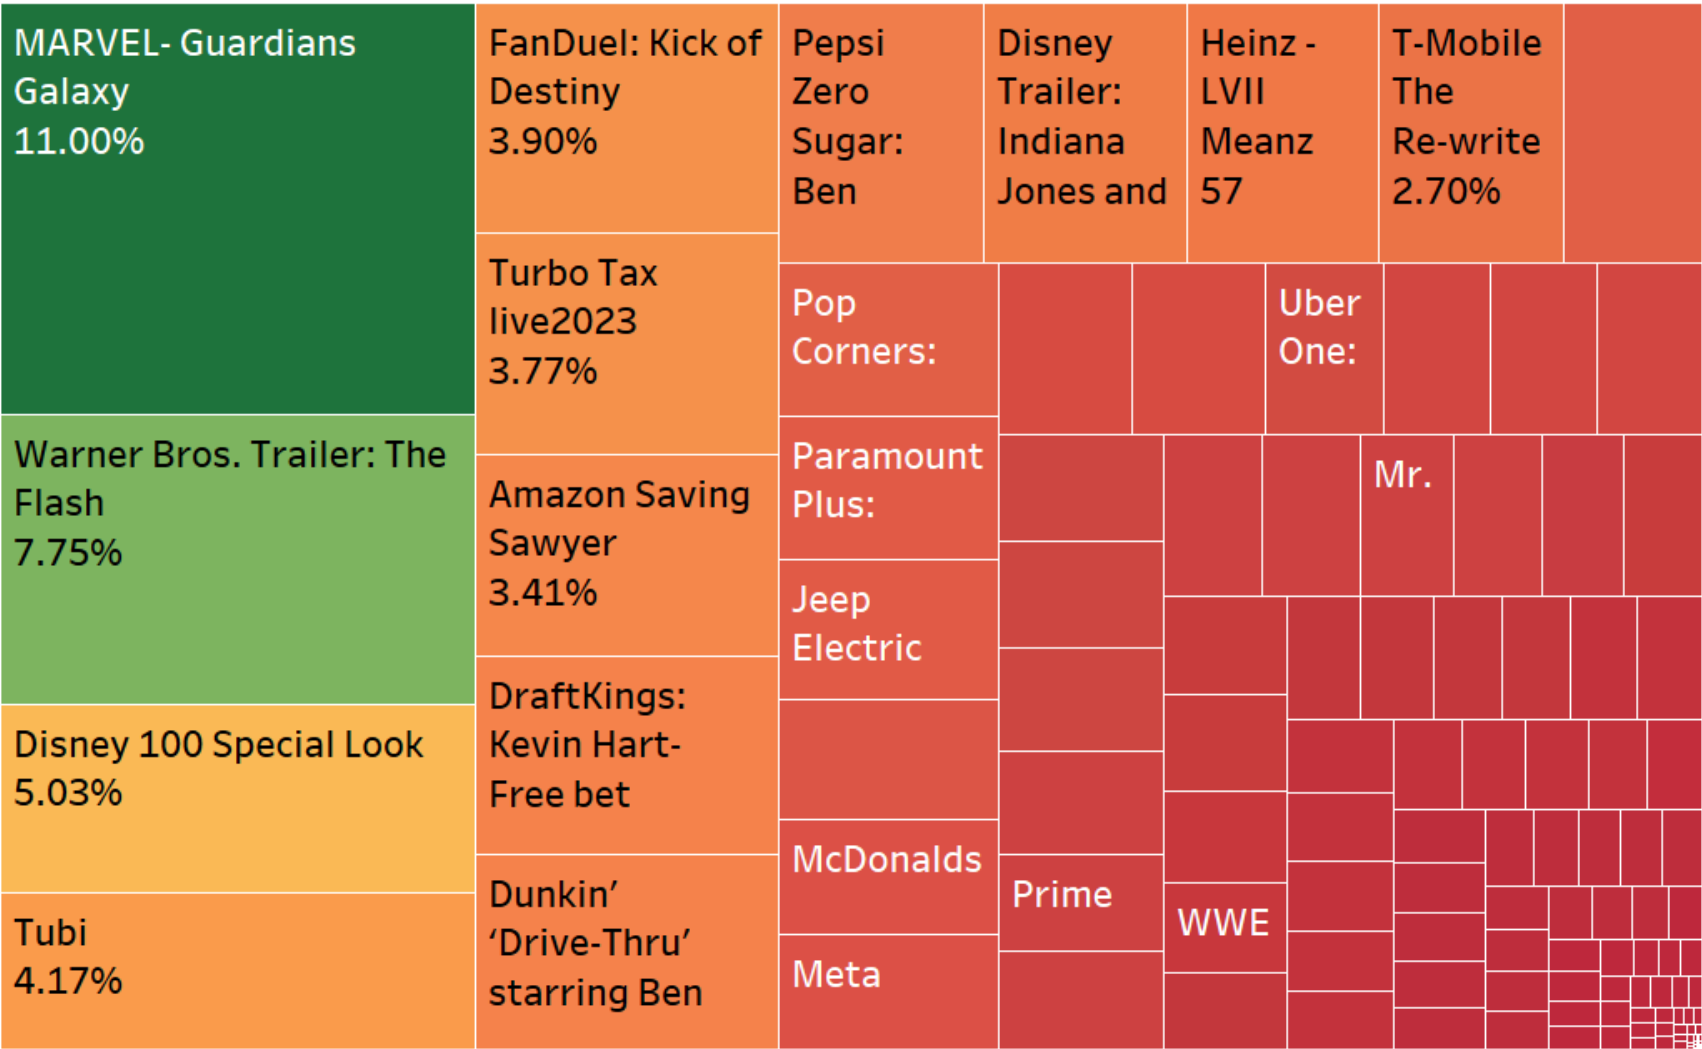 MARVEL- Guardians
Galaxy
11.00%
Warner Bros. Trailer: The
Flash
7.75%
Disney 100 Special Look
5.03%
Tubi
4.17%
FanDuel: Kick of
Destiny
3.90%
Turbo Tax
live2023
3.77%
Amazon Saving
Sawyer
3.41%
DraftKings:
Kevin Hart-
Free bet
Dunkin’
‘Drive-Thru’
starring Ben
Pepsi
Zero
Sugar:
Ben
Disney
Trailer:
Indiana
Jones and
Heinz -
LVII
Meanz
57
T-Mobile
The
Re-write
2.70%
Pop
Corners:
Paramount
Plus:
Jeep
Electric
McDonalds
Meta
Uber
One:
Mr.
Prime
WWE